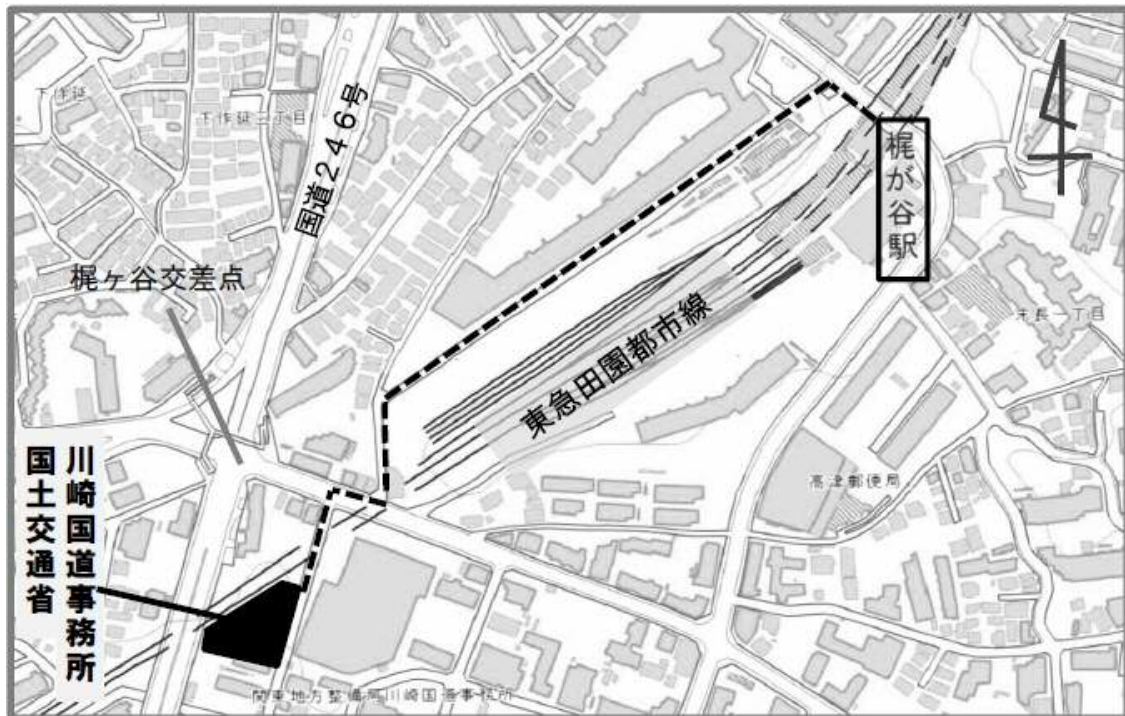 下作延
下作延二丁目
国道246号
梶が谷駅
梶ヶ谷交差点
末長一丁目
東急田園都市線
川崎国道事務所
国土交通省
高津郵便局
関東地方整備局川崎国道事務所